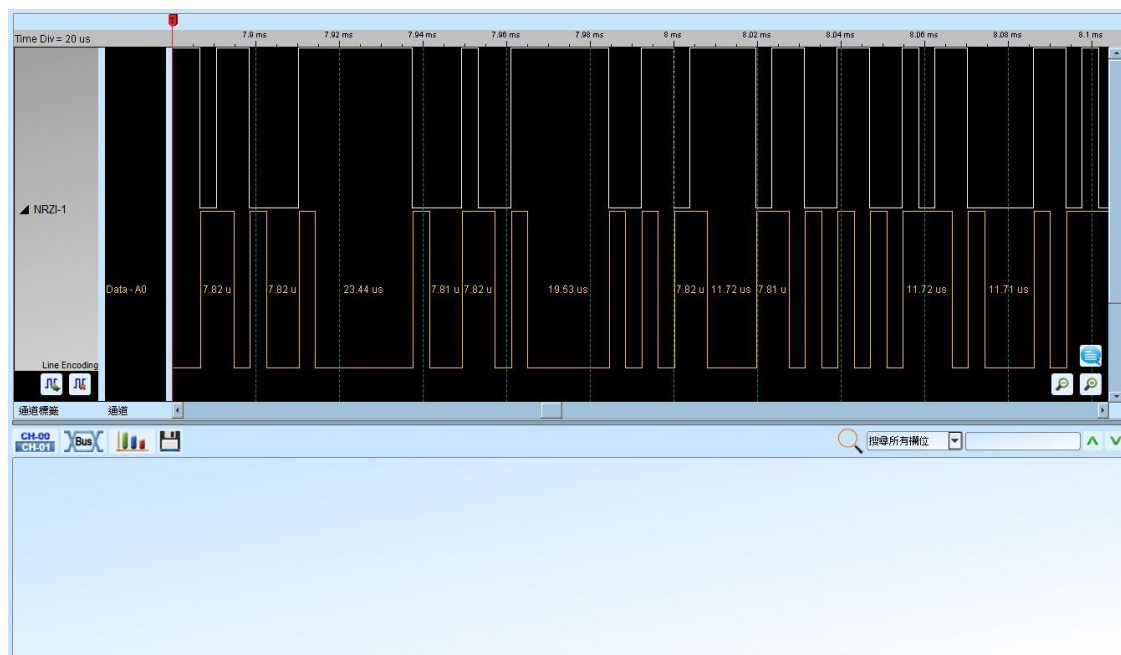 T
Time Div = 20 us
7.9 ms 7.92 ms 7.94 ms 7.96 ms 7.98 ms 8 ms 8.02 ms 8.04 ms 8.06 ms 8.08 ms 8.1 ms
NRZI-1
Data - A0 7.82 u 7.82 u 23.44 us 7.81 u 7.82 u 19.53 us 7.82 u 11.72 us 7.81 u 11.72 us 11.71 us
Line Encoding
通道標籤 通道
CH-00
CH-01 Bus 搜尋所有欄位